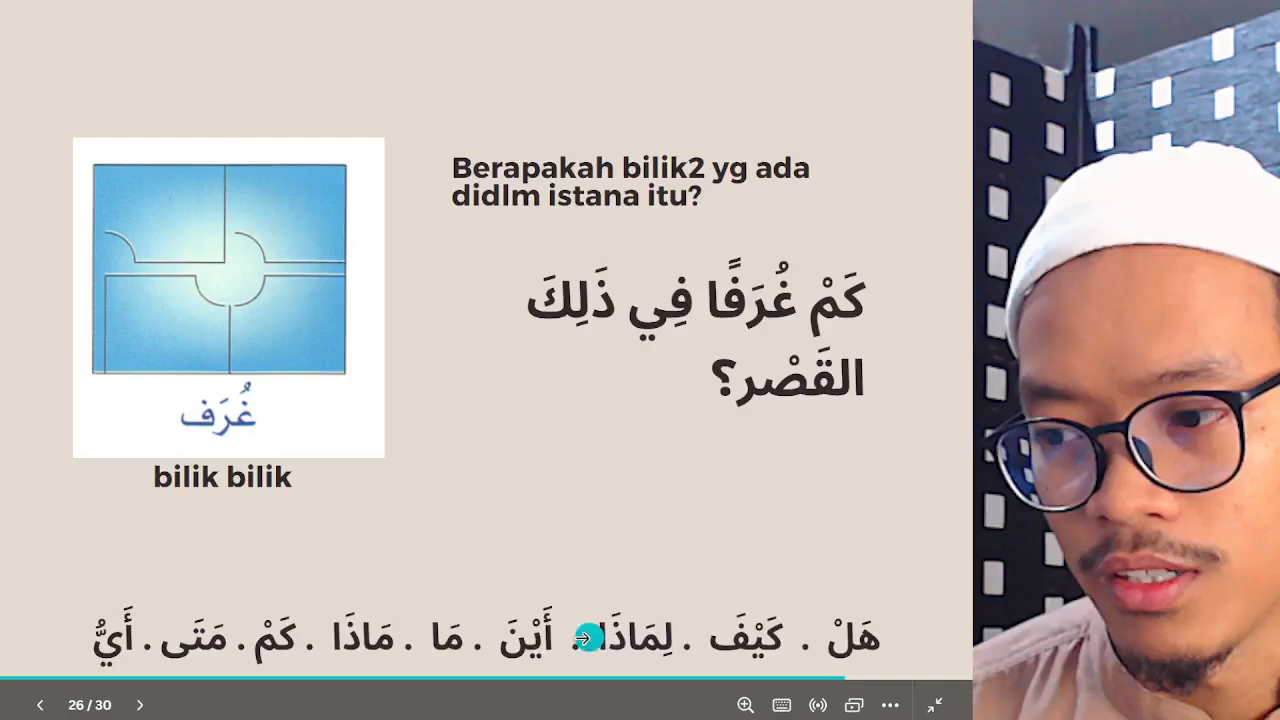 Berapakah bilik2 yg ada
didlm istana itu?
كَمْ غُرَفًا فِي ذَلِكَ
القَصْر؟
غُرَف
bilik bilik
هَلْ . كَيْفَ . لِمَاذَا . أَيْنَ . مَا . مَاذَا . كَمْ . مَتَى . أَيُّ
26 / 30